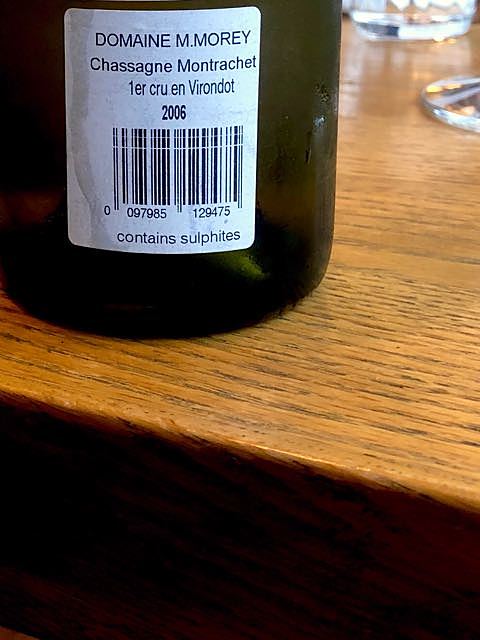 DOMAINE M.MOREY
Chassagne Montrachet
1er cru en Virondot
2006
0 097985 129475
contains sulphites